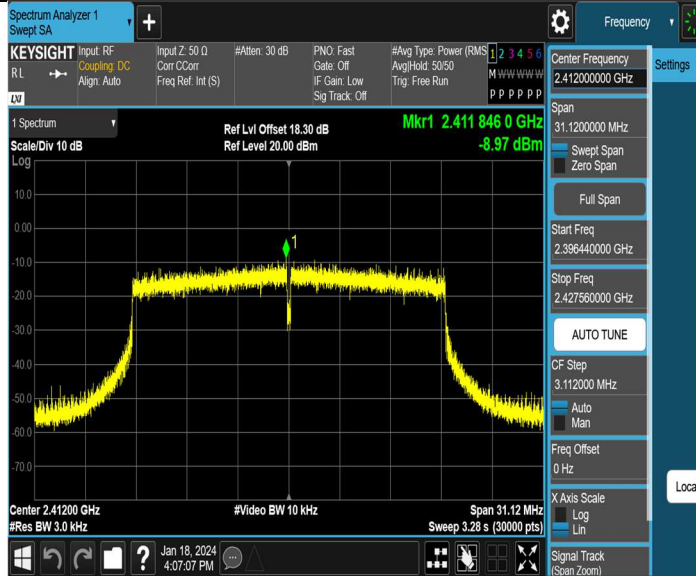 Spectrum Analyzer 1
Swept SA
Frequency
KEYSIGHT
RL
LXI
Input: RF
Coupling: DC
Align: Auto
Input Z: 50 Ω
Corr CCorr
Freq Ref: Int (S)
#Atten: 30 dB
PNO: Fast
Gate: Off
IF Gain: Low
Sig Track: Off
#Avg Type: Power (RMS
Avg|Hold: 50/50
Trig: Free Run
1 2 3 4 5 6
M W W W W W
P P P P P P
1 Spectrum
Scale/Div 10 dB
Log
Ref Lvl Offset 18.30 dB
Ref Level 20.00 dBm
Mkr1 2.411 846 0 GHz
-8.97 dBm
10.0
0.00
-10.0
-20.0
-30.0
-40.0
-50.0
-60.0
-70.0
1
Center 2.41200 GHz
#Res BW 3.0 kHz
#Video BW 10 kHz
Span 31.12 MHz
Sweep 3.28 s (30000 pts)
?
Jan 18, 2024
4:07:07 PM
Center Frequency
2.412000000 GHz
Settings
Span
31.1200000 MHz
Swept Span
Zero Span
Full Span
Start Freq
2.396440000 GHz
Stop Freq
2.427560000 GHz
AUTO TUNE
CF Step
3.112000 MHz
Auto
Man
Freq Offset
0 Hz
Loca
X Axis Scale
Log
Lin
Signal Track
(Span Zoom)